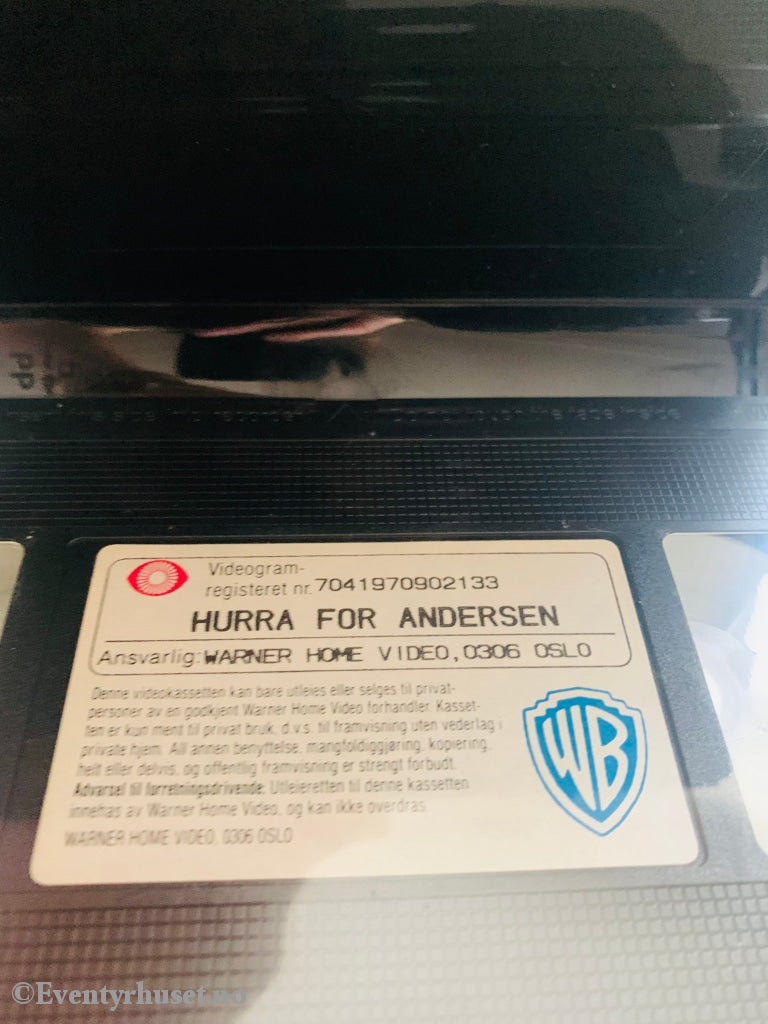 Videogram-
registeret nr. 7041970902133
HURRA FOR ANDERSEN
Ansvarlig: WARNER HOME VIDEO, 0306 OSLO
Denne videokassetten kan bare utleies eller selges til privat-
personer av en godkjent Warner Home Video forhandler. Kasset-
ten er kun ment til privat bruk, d.v.s. til framvisning uten vederlag i
private hjem. All annen benyttelse, mangfoldiggjøring, kopiering,
helt eller delvis, og offentlig framvisning er strengt forbudt.
Advarsel til forretningsdrivende: Utleieretten til denne kassetten
innehas av Warner Home Video, og kan ikke overdras.
WARNER HOME VIDEO, 0306 OSLO
WB
©Eventyrhuset.no